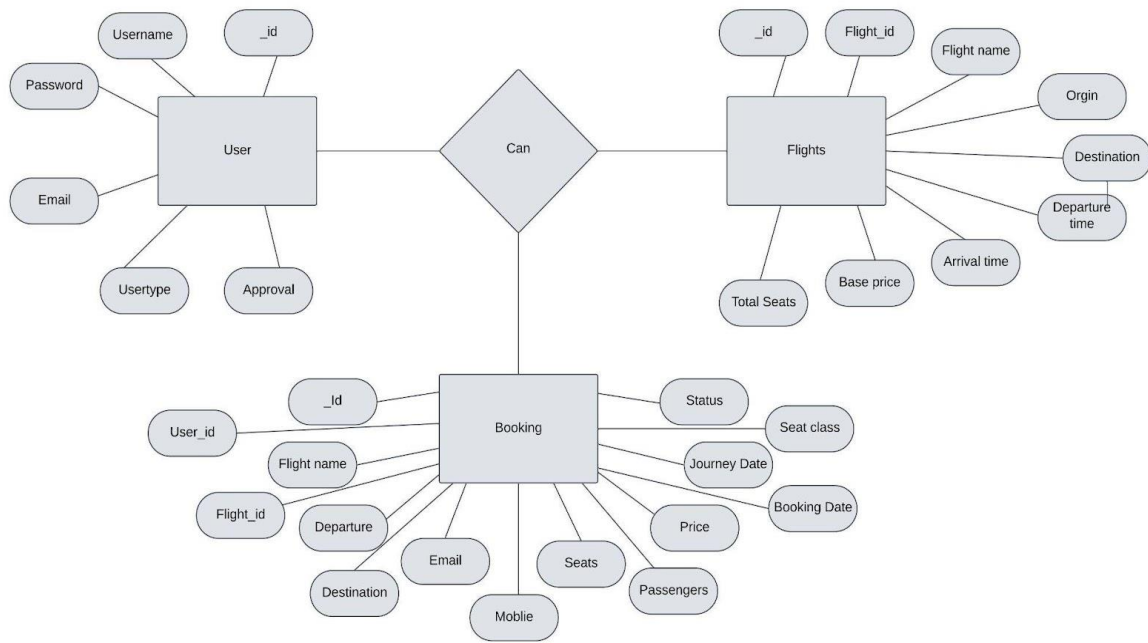 Username
_id
Password
User
Email
Usertype
Approval
Can
_id
Flight_id
Flight name
Orgin
Flights
Destination
Departure
time
Arrival time
Base price
Total Seats
_Id
User_id
Flight name
Flight_id
Departure
Destination
Email
Moblie
Booking
Status
Seat class
Journey Date
Booking Date
Price
Seats
Passengers